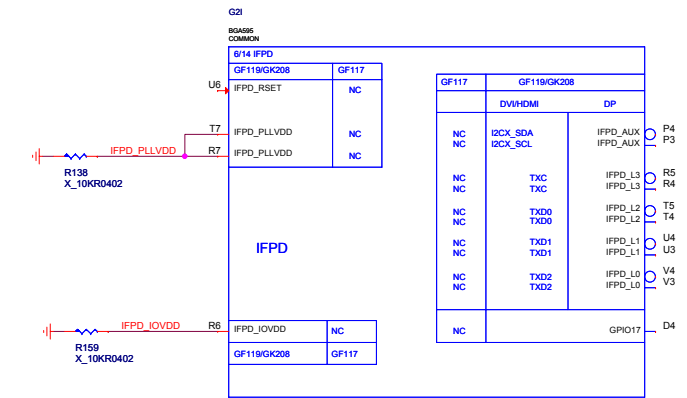 G2I
BGA595
COMMON
6/14 IFPD
GF119/GK208 GF117
U6 IFPD_RSET NC
T7 IFPD_PLLVDD NC
IFPD_PLLVDD R7 IFPD_PLLVDD NC
R138
X_10KR0402
IFPD
IFPD_IOVDD R6 IFPD_IOVDD NC
GF119/GK208 GF117
R159
X_10KR0402
GF117 GF119/GK208
DVI/HDMI DP
NC I2CX_SDA IFPD_AUX P4
NC I2CX_SCL IFPD_AUX P3
NC TXC IFPD_L3 R5
NC TXC IFPD_L3 R4
NC TXD0 IFPD_L2 T5
NC TXD0 IFPD_L2 T4
NC TXD1 IFPD_L1 U4
NC TXD1 IFPD_L1 U3
NC TXD2 IFPD_L0 V4
NC TXD2 IFPD_L0 V3
NC GPIO17 D4